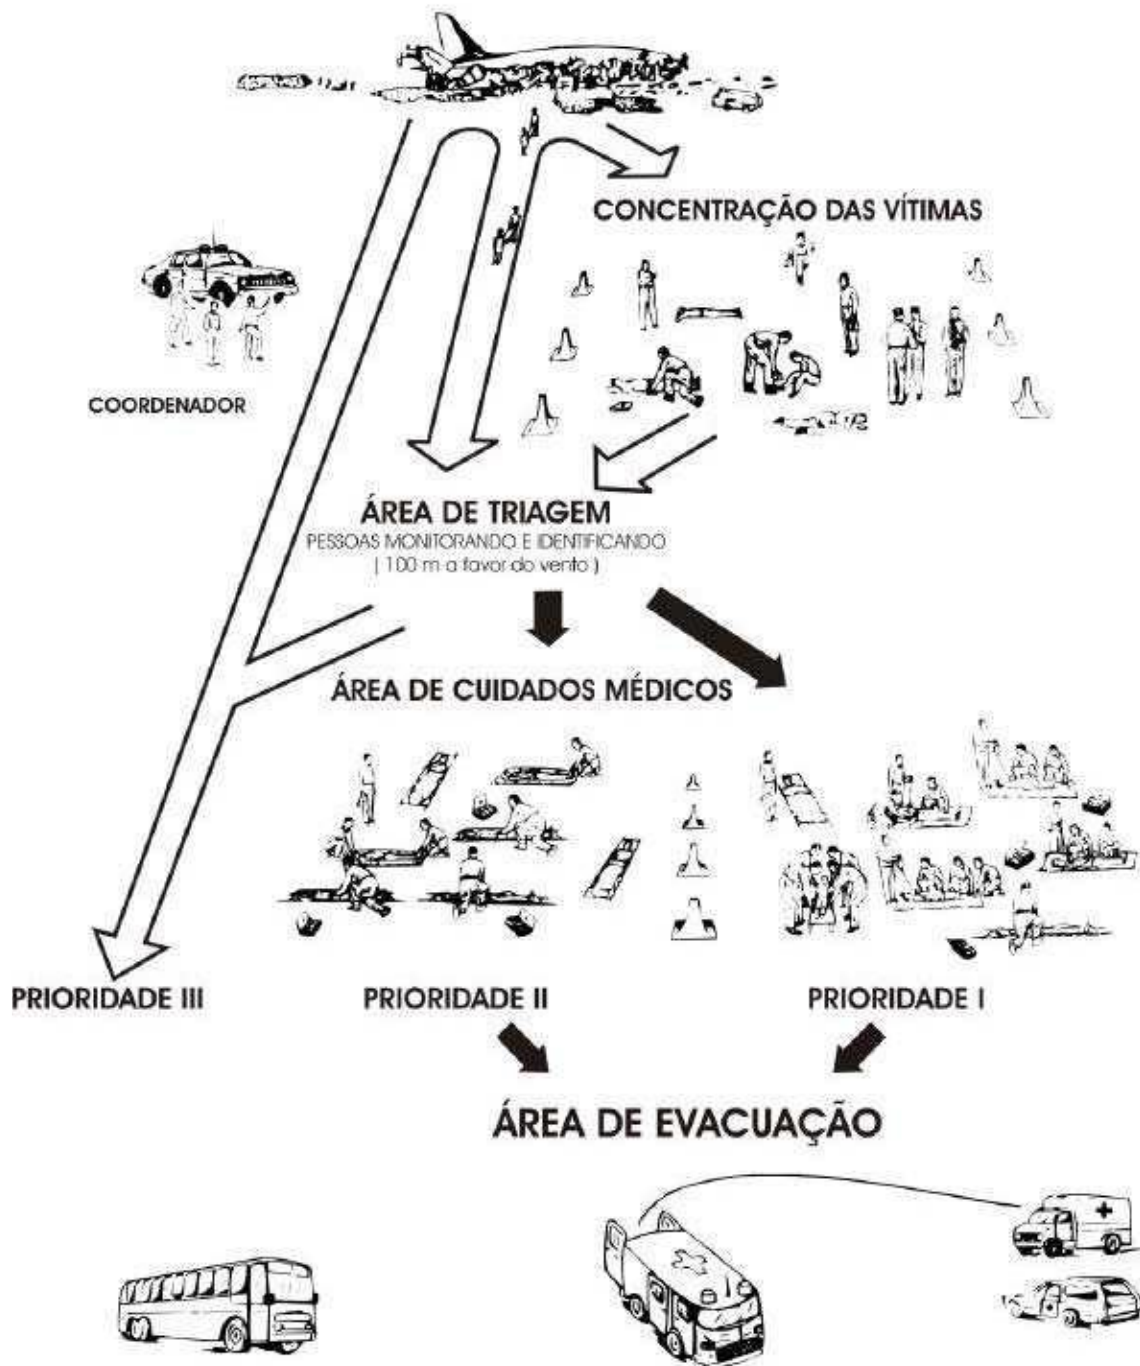 CONCENTRAÇÃO DAS VÍTIMAS
COORDENADOR
ÁREA DE TRIAGEM
PESSOAS MONITORANDO E IDENTIFICANDO
( 100 m a favor do vento )
ÁREA DE CUIDADOS MÉDICOS
PRIORIDADE III
PRIORIDADE II
PRIORIDADE I
ÁREA DE EVACUAÇÃO